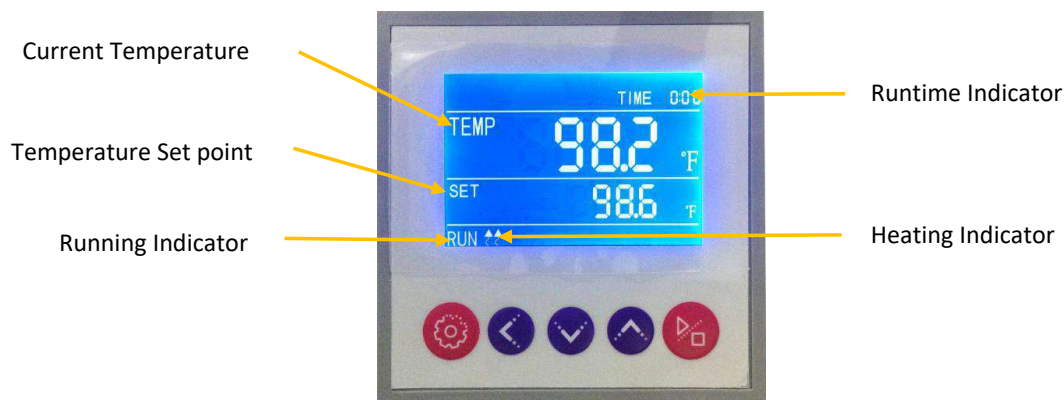 Current Temperature
Runtime Indicator
TIME 0:00
TEMP 98.2 °F
Temperature Set point
SET 98.6 °F
Running Indicator
Heating Indicator
RUN